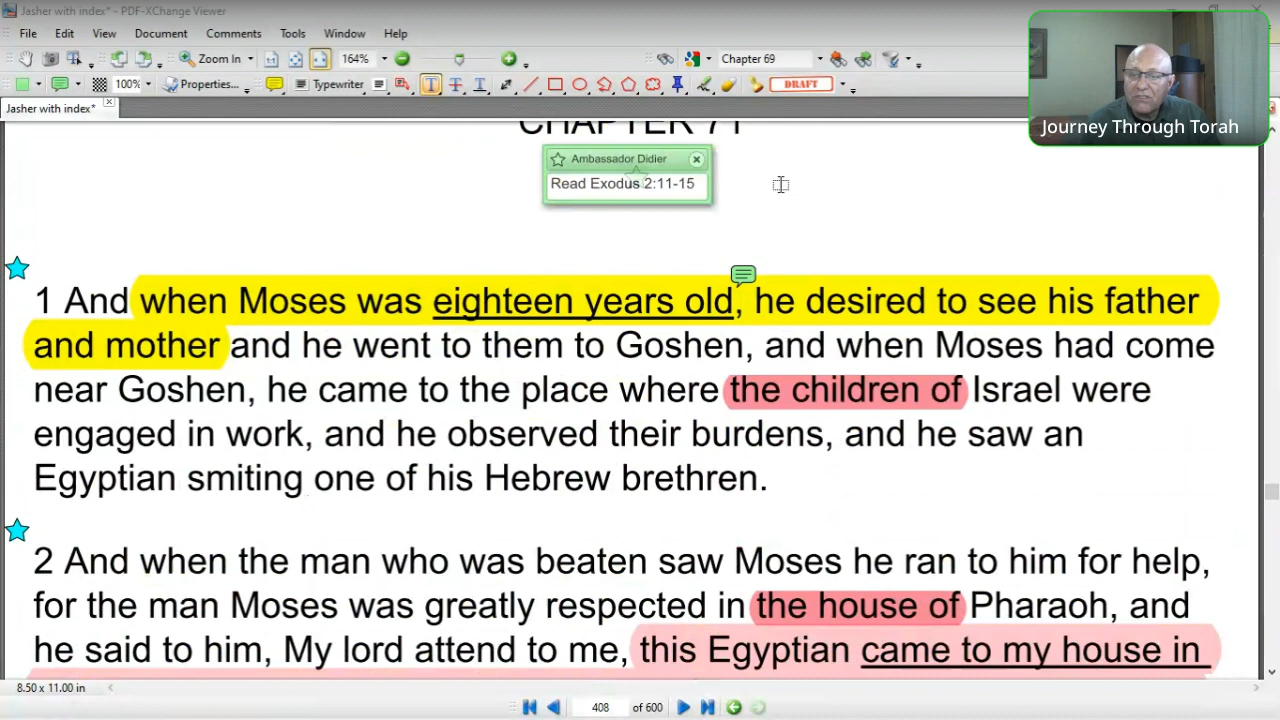 Jasher with index* - PDF-XChange Viewer
File Edit View Document Comments Tools Window Help
Zoom In 164% Chapter 69
100% Properties... Typewriter DRAFT
Jasher with index*
Journey Through Torah
CHAPTER 71
Ambassador Didier
Read Exodus 2:11-15
1 And when Moses was eighteen years old, he desired to see his father
and mother and he went to them to Goshen, and when Moses had come
near Goshen, he came to the place where the children of Israel were
engaged in work, and he observed their burdens, and he saw an
Egyptian smiting one of his Hebrew brethren.
2 And when the man who was beaten saw Moses he ran to him for help,
for the man Moses was greatly respected in the house of Pharaoh, and
he said to him, My lord attend to me, this Egyptian came to my house in
8.50 x 11.00 in
408 of 600